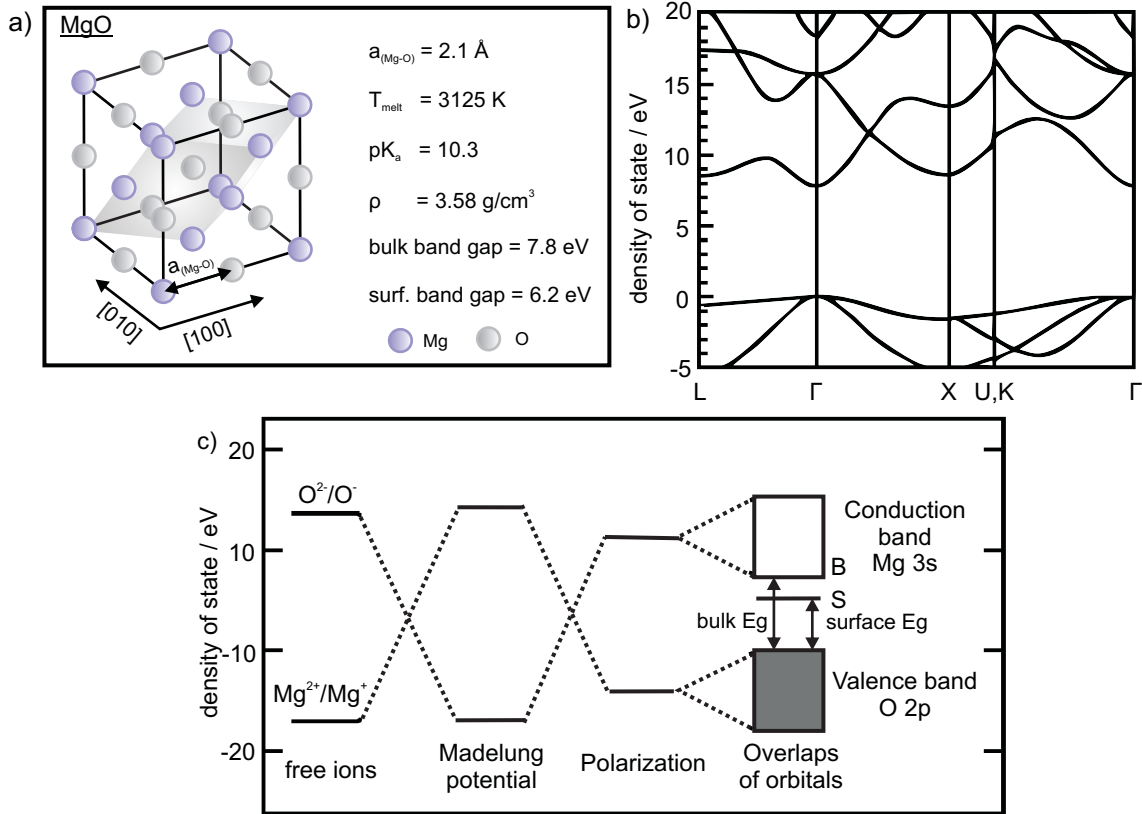 a)
MgO
a(Mg-O) = 2.1 Å
Tmelt = 3125 K
pKa = 10.3
ρ = 3.58 g/cm³
bulk band gap = 7.8 eV
surf. band gap = 6.2 eV
Mg O
a(Mg-O)
[010]
[100]
b)
density of state / eV
20
15
10
5
0
-5
L Γ X U,K Γ
c)
density of state / eV
20
10
-10
-20
O²⁻/O⁻
Mg²⁺/Mg⁺
free ions
Madelung
potential
Polarization
Overlaps
of orbitals
Conduction
band
Mg 3s
B
S
bulk Eg
surface Eg
Valence band
O 2p